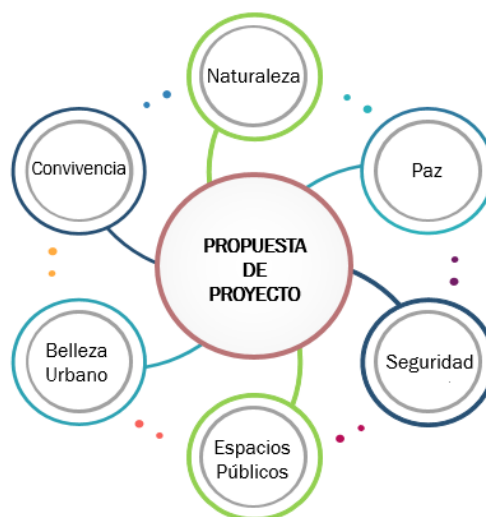 Naturaleza
Convivencia
Paz
PROPUESTA
DE
PROYECTO
Belleza
Urbano
Seguridad
Espacios
Públicos